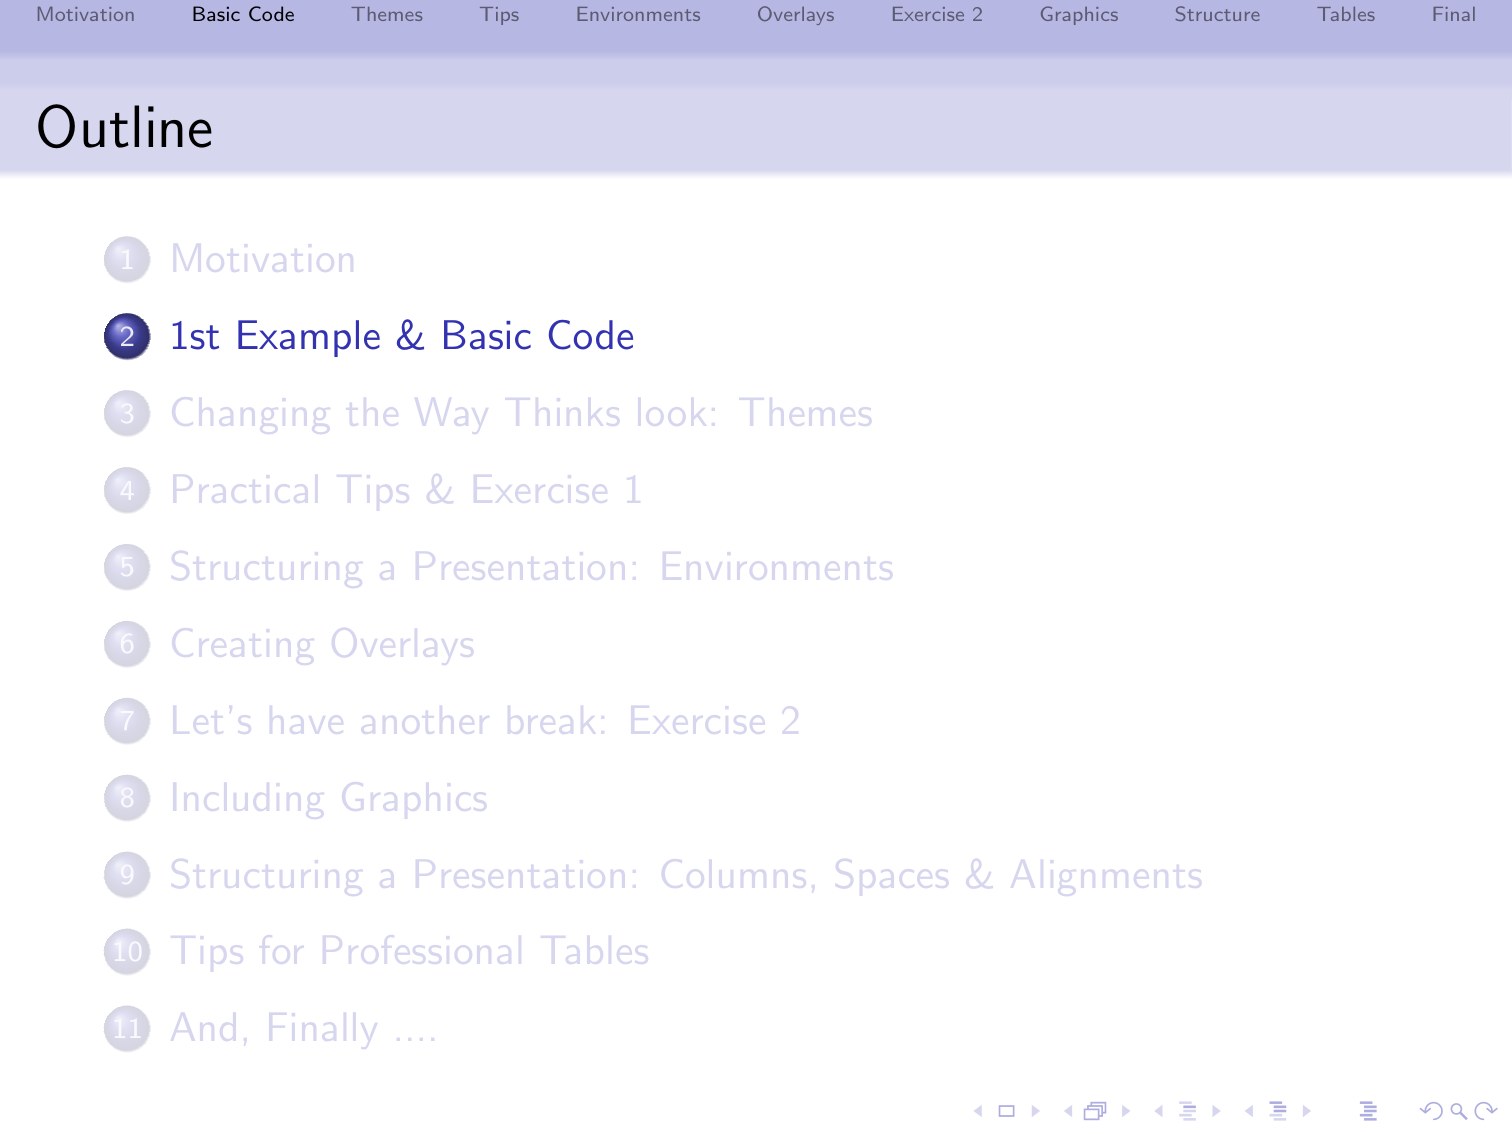 Motivation Basic Code Themes Tips Environments Overlays Exercise 2 Graphics Structure Tables Final
Outline
1 Motivation
2 1st Example & Basic Code
3 Changing the Way Thinks look: Themes
4 Practical Tips & Exercise 1
5 Structuring a Presentation: Environments
6 Creating Overlays
7 Let's have another break: Exercise 2
8 Including Graphics
9 Structuring a Presentation: Columns, Spaces & Alignments
10 Tips for Professional Tables
11 And, Finally ....